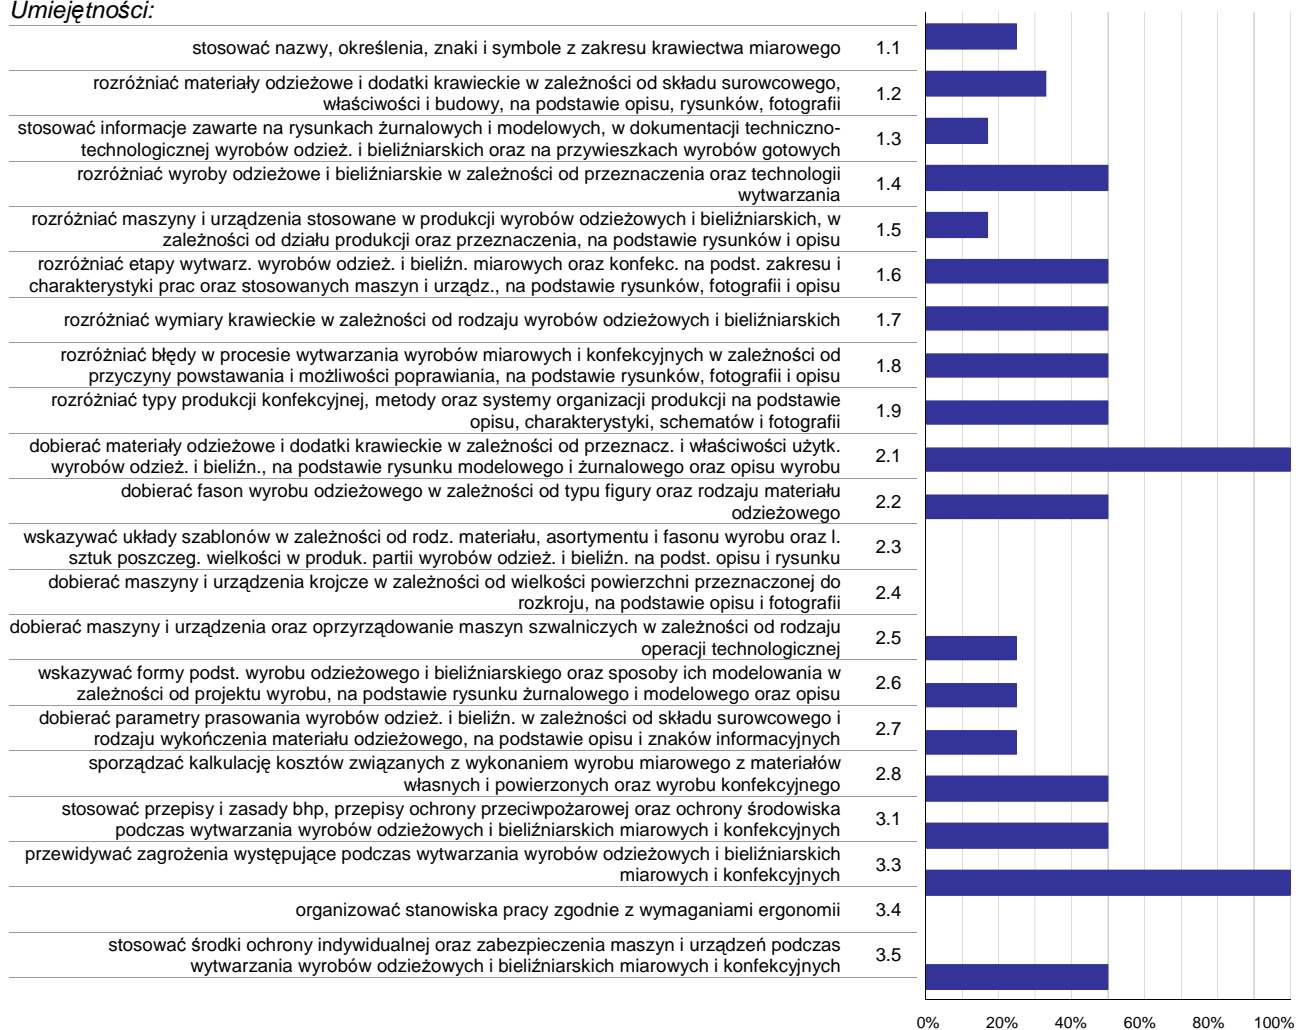 Umiejętności:
stosować nazwy, określenia, znaki i symbole z zakresu krawiectwa miarowego 1.1
rozróżniać materiały odzieżowe i dodatki krawieckie w zależności od składu surowcowego,
właściwości i budowy, na podstawie opisu, rysunków, fotografii 1.2
stosować informacje zawarte na rysunkach żurnalowych i modelowych, w dokumentacji techniczno-
technologicznej wyrobów odzież. i bieliźniarskich oraz na przywieszkach wyrobów gotowych 1.3
rozróżniać wyroby odzieżowe i bieliźniarskie w zależności od przeznaczenia oraz technologii
wytwarzania 1.4
rozróżniać maszyny i urządzenia stosowane w produkcji wyrobów odzieżowych i bieliźniarskich, w
zależności od działu produkcji oraz przeznaczenia, na podstawie rysunków i opisu 1.5
rozróżniać etapy wytwarz. wyrobów odzież. i bieliźn. miarowych oraz konfekc. na podst. zakresu i
charakterystyki prac oraz stosowanych maszyn i urządz., na podstawie rysunków, fotografii i opisu 1.6
rozróżniać wymiary krawieckie w zależności od rodzaju wyrobów odzieżowych i bieliźniarskich 1.7
rozróżniać błędy w procesie wytwarzania wyrobów miarowych i konfekcyjnych w zależności od
przyczyny powstawania i możliwości poprawiania, na podstawie rysunków, fotografii i opisu 1.8
rozróżniać typy produkcji konfekcyjnej, metody oraz systemy organizacji produkcji na podstawie
opisu, charakterystyki, schematów i fotografii 1.9
dobierać materiały odzieżowe i dodatki krawieckie w zależności od przeznacz. i właściwości użytk.
wyrobów odzież. i bieliźn., na podstawie rysunku modelowego i żurnalowego oraz opisu wyrobu 2.1
dobierać fason wyrobu odzieżowego w zależności od typu figury oraz rodzaju materiału
odzieżowego 2.2
wskazywać układy szablonów w zależności od rodz. materiału, asortymentu i fasonu wyrobu oraz l.
sztuk poszczeg. wielkości w produk. partii wyrobów odzież. i bieliźn. na podst. opisu i rysunku 2.3
dobierać maszyny i urządzenia krojcze w zależności od wielkości powierzchni przeznaczonej do
rozkroju, na podstawie opisu i fotografii 2.4
dobierać maszyny i urządzenia oraz oprzyrządowanie maszyn szwalniczych w zależności od rodzaju
operacji technologicznej 2.5
wskazywać formy podst. wyrobu odzieżowego i bieliźniarskiego oraz sposoby ich modelowania w
zależności od projektu wyrobu, na podstawie rysunku żurnalowego i modelowego oraz opisu 2.6
dobierać parametry prasowania wyrobów odzież. i bieliźn. w zależności od składu surowcowego i
rodzaju wykończenia materiału odzieżowego, na podstawie opisu i znaków informacyjnych 2.7
sporządzać kalkulację kosztów związanych z wykonaniem wyrobu miarowego z materiałów
własnych i powierzonych oraz wyrobu konfekcyjnego 2.8
stosować przepisy i zasady bhp, przepisy ochrony przeciwpożarowej oraz ochrony środowiska
podczas wytwarzania wyrobów odzieżowych i bieliźniarskich miarowych i konfekcyjnych 3.1
przewidywać zagrożenia występujące podczas wytwarzania wyrobów odzieżowych i bieliźniarskich
miarowych i konfekcyjnych 3.3
organizować stanowiska pracy zgodnie z wymaganiami ergonomii 3.4
stosować środki ochrony indywidualnej oraz zabezpieczenia maszyn i urządzeń podczas
wytwarzania wyrobów odzieżowych i bieliźniarskich miarowych i konfekcyjnych 3.5
0% 20% 40% 60% 80% 100%